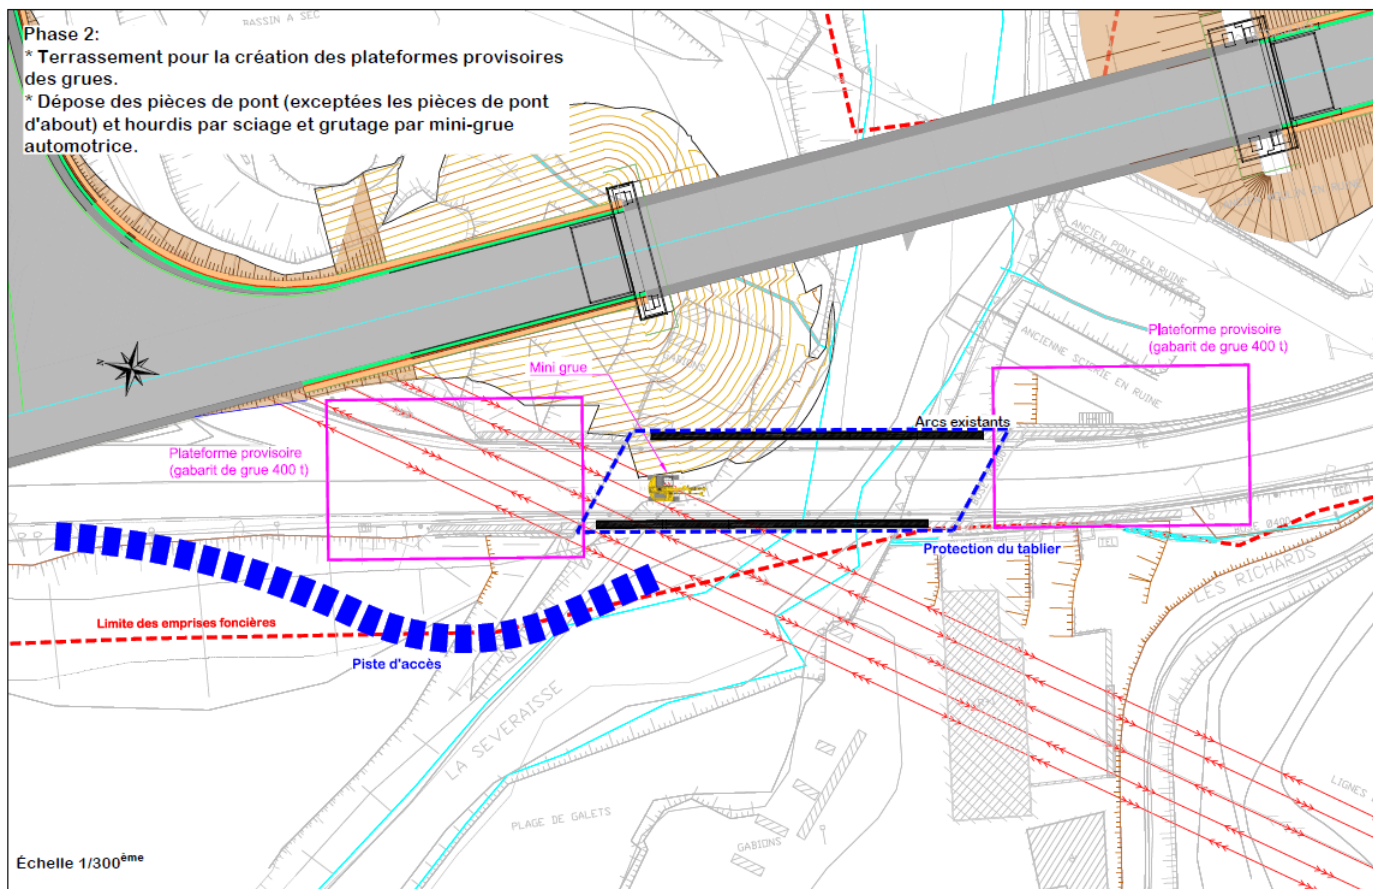 BASSIN A SEC
Phase 2:
* Terrassement pour la création des plateformes provisoires
des grues.
* Dépose des pièces de pont (exceptées les pièces de pont
d'about) et hourdis par sciage et grutage par mini-grue
automotrice.
ANCIEN PONT EN RUINE
Plateforme provisoire
(gabarit de grue 400 t)
ANCIENNE SCIERIE EN RUINE
GABIONS
Mini grue
Arcs existants
Plateforme provisoire
(gabarit de grue 400 t)
Protection du tablier
TEL
LES RICHARDS
Limite des emprises foncières
Piste d'accès
LA SEVERAISSE
PLAGE DE GALETS
GABIONS
LIGNES
Échelle 1/300ème